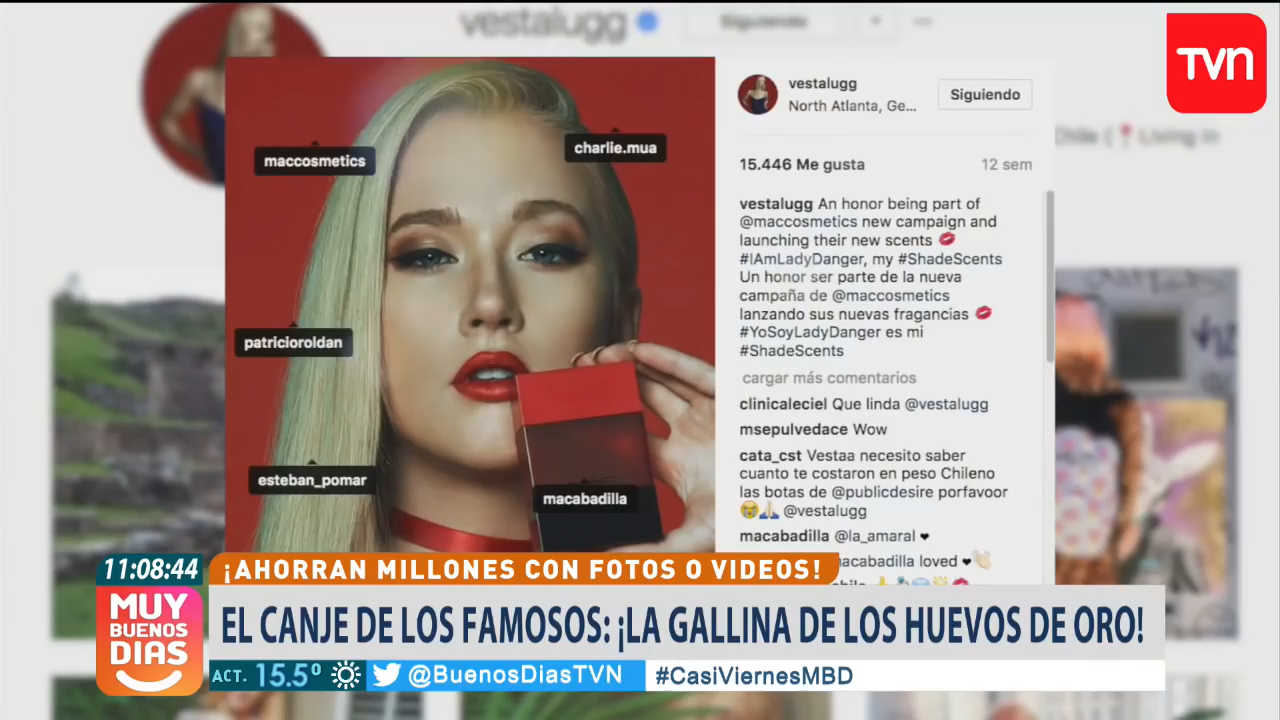 vestalugg
Siguiendo
tvn
vestalugg
North Atlanta, Ge...
Siguiendo
Living in
maccosmetics
charlie.mua
patricioroldan
esteban_pomar
macabadilla
15.446 Me gusta
12 sem
vestalugg An honor being part of
@maccosmetics new campaign and
launching their new scents 💋
#IAmLadyDanger, my #ShadeScents
Un honor ser parte de la nueva
campaña de @maccosmetics
lanzando sus nuevas fragancias 💋
#YoSoyLadyDanger es mi
#ShadeScents
cargar más comentarios
clinicaleciel Que linda @vestalugg
msepulvedace Wow
cata_cst Vestaa necesito saber
cuanto te costaron en peso Chileno
las botas de @publicdesire porfavoor
😭🙏🏻 @vestalugg
macabadilla @la_amaral ❤
macabadilla loved ❤👏🏻
11:08:44
¡AHORRAN MILLONES CON FOTOS O VIDEOS!
MUY
BUENOS
DÍAS
EL CANJE DE LOS FAMOSOS: ¡LA GALLINA DE LOS HUEVOS DE ORO!
ACT. 15.5°
@BuenosDiasTVN
#CasiViernesMBD